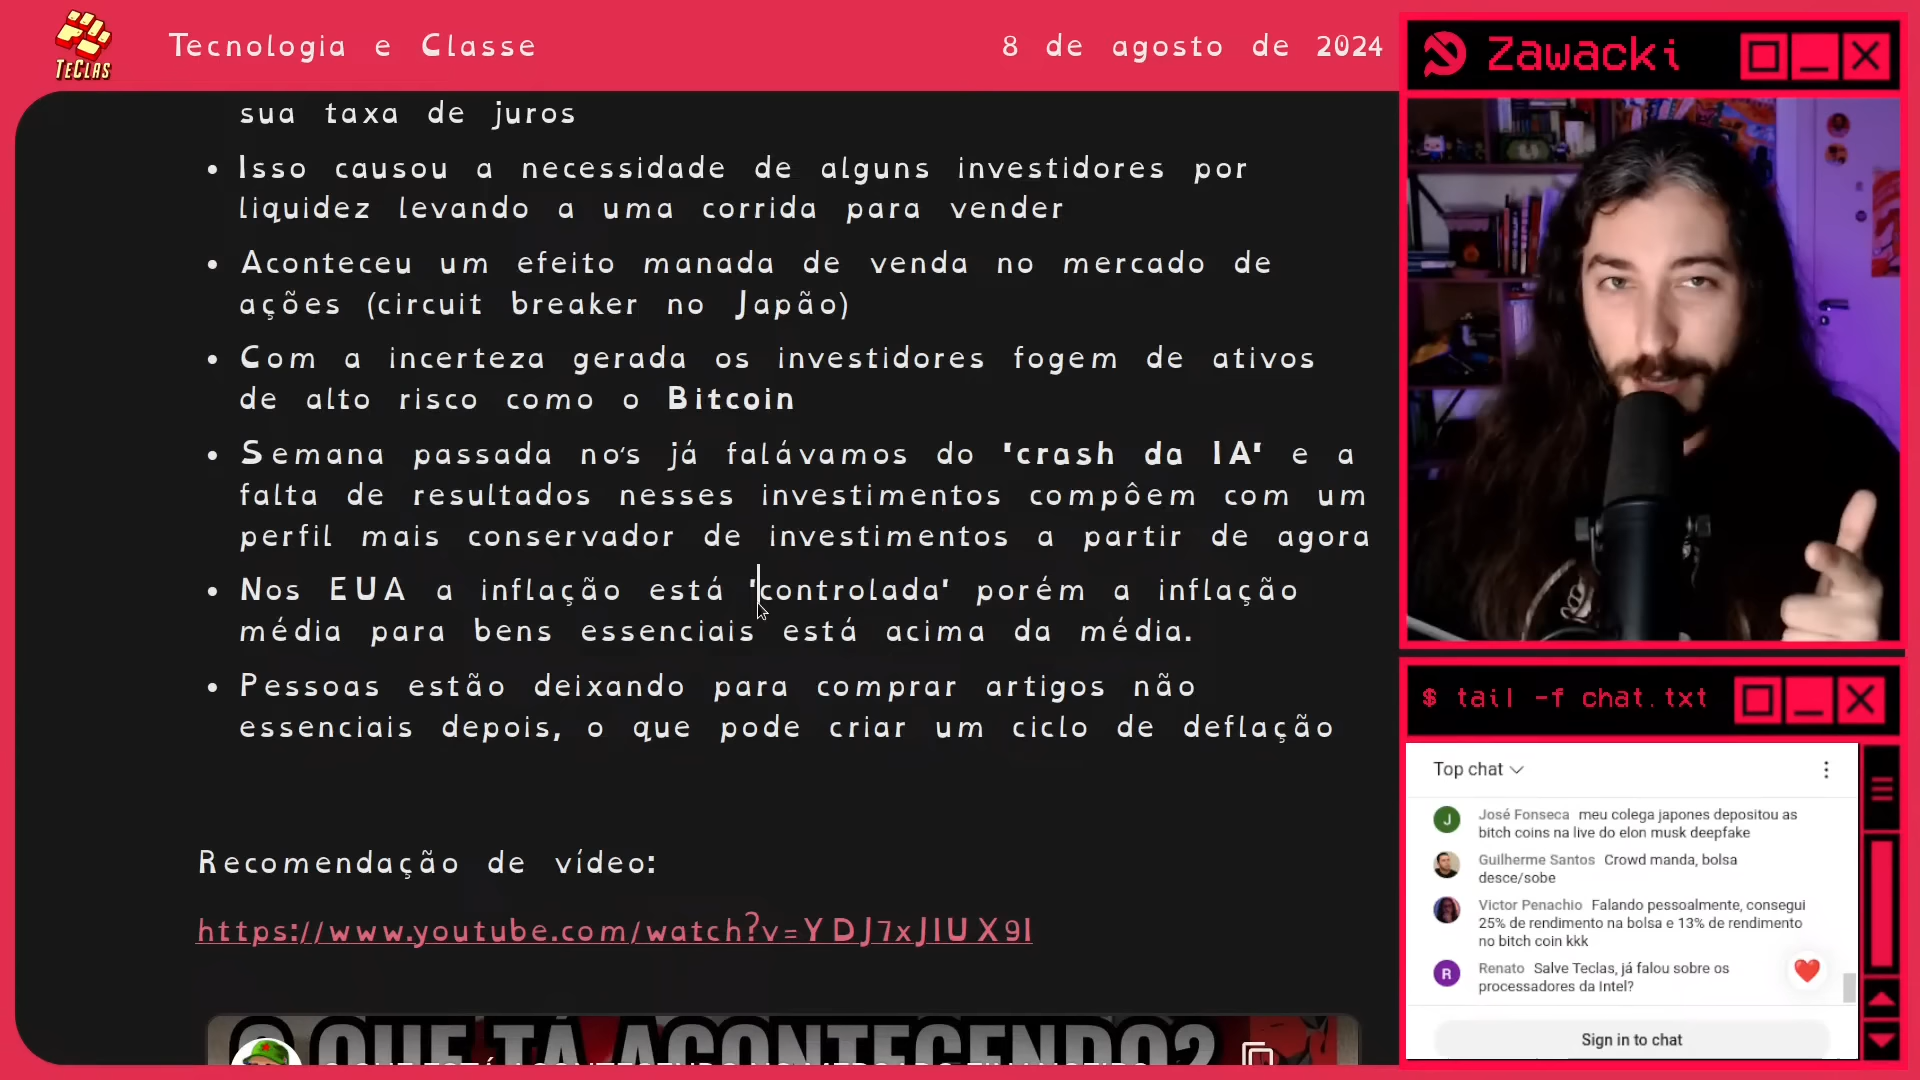 TECLAS
Tecnologia e Classe
8 de agosto de 2024
sua taxa de juros
• Isso causou a necessidade de alguns investidores por
liquidez levando a uma corrida para vender
• Aconteceu um efeito manada de venda no mercado de
ações (circuit breaker no Japão)
• Com a incerteza gerada os investidores fogem de ativos
de alto risco como o Bitcoin
• Semana passada no's já falávamos do "crash da IA" e a
falta de resultados nesses investimentos compôem com um
perfil mais conservador de investimentos a partir de agora
• Nos EUA a inflação está "controlada" porém a inflação
média para bens essenciais está acima da média.
• Pessoas estão deixando para comprar artigos não
essenciais depois, o que pode criar um ciclo de deflação
Recomendação de vídeo:
https://www.youtube.com/watch?v=YDJ7xJIUX9I
O QUE TÁ ACONTECENDO?
Zawacki
$ tail -f chat.txt
Top chat
J
José Fonseca meu colega japones depositou as
bitch coins na live do elon musk deepfake
Guilherme Santos Crowd manda, bolsa
desce/sobe
Victor Penachio Falando pessoalmente, consegui
25% de rendimento na bolsa e 13% de rendimento
no bitch coin kkk
R
Renato Salve Teclas, já falou sobre os
processadores da Intel?
Sign in to chat